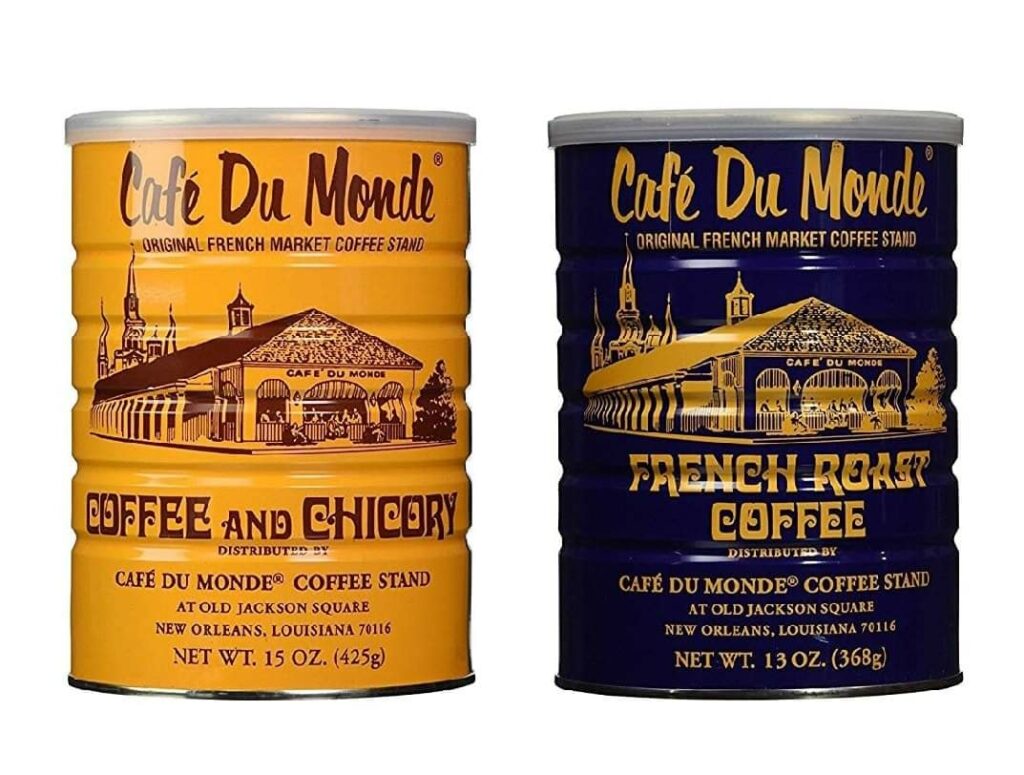 Café Du Monde®
ORIGINAL FRENCH MARKET COFFEE STAND
CAFE DU MONDE
COFFEE AND CHICORY
DISTRIBUTED BY
CAFÉ DU MONDE® COFFEE STAND
AT OLD JACKSON SQUARE
NEW ORLEANS, LOUISIANA 70116
NET WT. 15 OZ. (425g)
Café Du Monde®
ORIGINAL FRENCH MARKET COFFEE STAND
CAFE DU MONDE
FRENCH ROAST
COFFEE
DISTRIBUTED BY
CAFÉ DU MONDE® COFFEE STAND
AT OLD JACKSON SQUARE
NEW ORLEANS, LOUISIANA 70116
NET WT. 13 OZ. (368g)